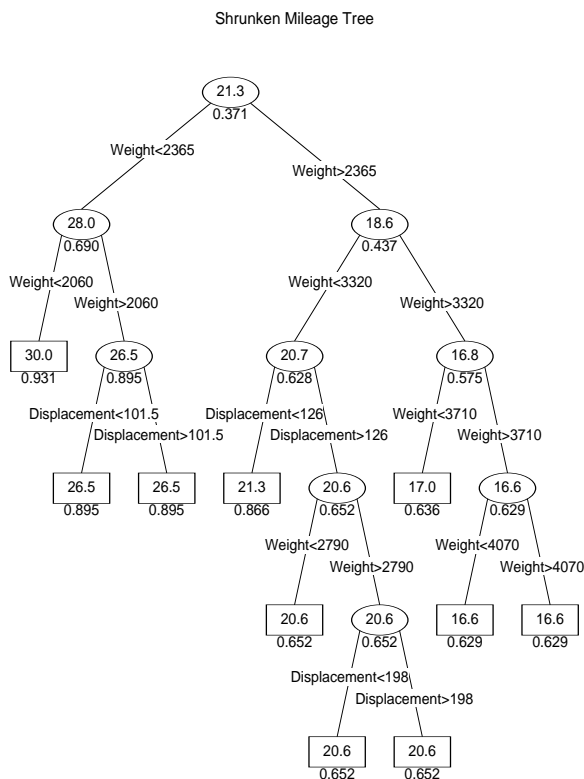 Shrunken Mileage Tree
21.3
0.371
Weight<2365
Weight>2365
28.0
0.690
18.6
0.437
Weight<2060
Weight>2060
Weight<3320
Weight>3320
30.0
0.931
26.5
0.895
20.7
0.628
16.8
0.575
Displacement<101.5
Displacement>101.5
Displacement<126
Displacement>126
Weight<3710
Weight>3710
26.5
0.895
26.5
0.895
21.3
0.866
20.6
0.652
17.0
0.636
16.6
0.629
Weight<2790
Weight>2790
Weight<4070
Weight>4070
20.6
0.652
20.6
0.652
16.6
0.629
16.6
0.629
Displacement<198
Displacement>198
20.6
0.652
20.6
0.652